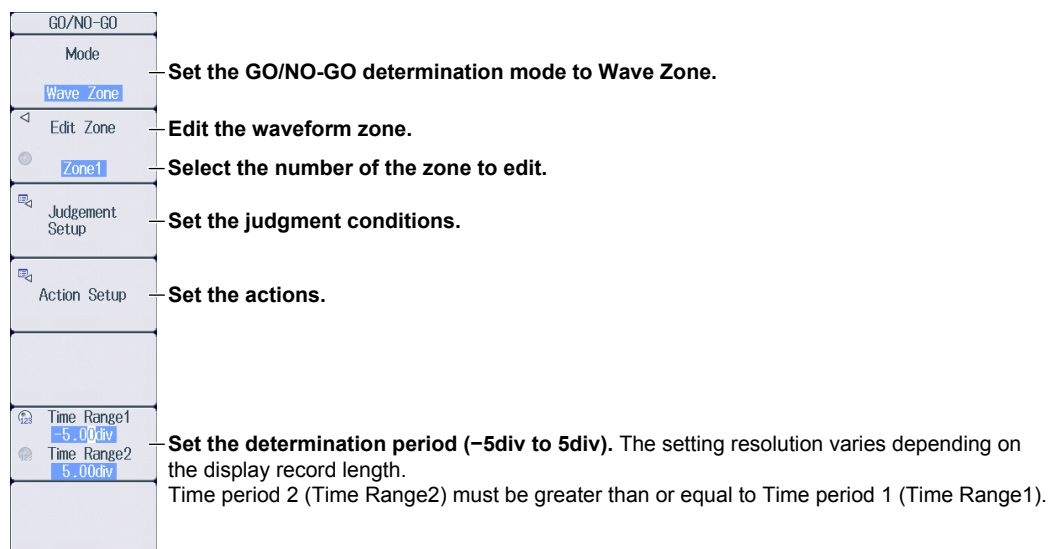 GO/NO-GO
Mode
Wave Zone
Set the GO/NO-GO determination mode to Wave Zone.
Edit Zone
Edit the waveform zone.
Zone1
Select the number of the zone to edit.
Judgement
Setup
Set the judgment conditions.
Action Setup
Set the actions.
Time Range1
-5.00div
Time Range2
5.00div
Set the determination period (−5div to 5div). The setting resolution varies depending on
the display record length.
Time period 2 (Time Range2) must be greater than or equal to Time period 1 (Time Range1).